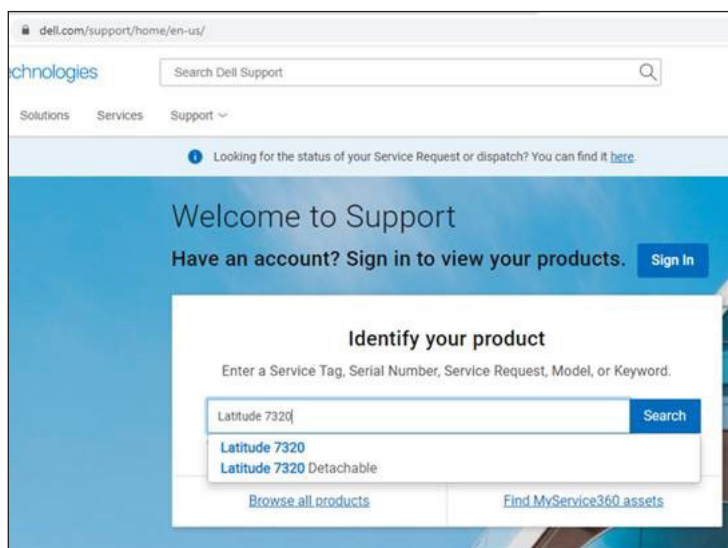 dell.com/support/home/en-us/
echnologies
Search Dell Support
Solutions Services Support
Looking for the status of your Service Request or dispatch? You can find it here.
Welcome to Support
Have an account? Sign in to view your products. Sign In
Identify your product
Enter a Service Tag, Serial Number, Service Request, Model, or Keyword.
Latitude 7320 Search
Latitude 7320
Latitude 7320 Detachable
Browse all products Find MyService360 assets